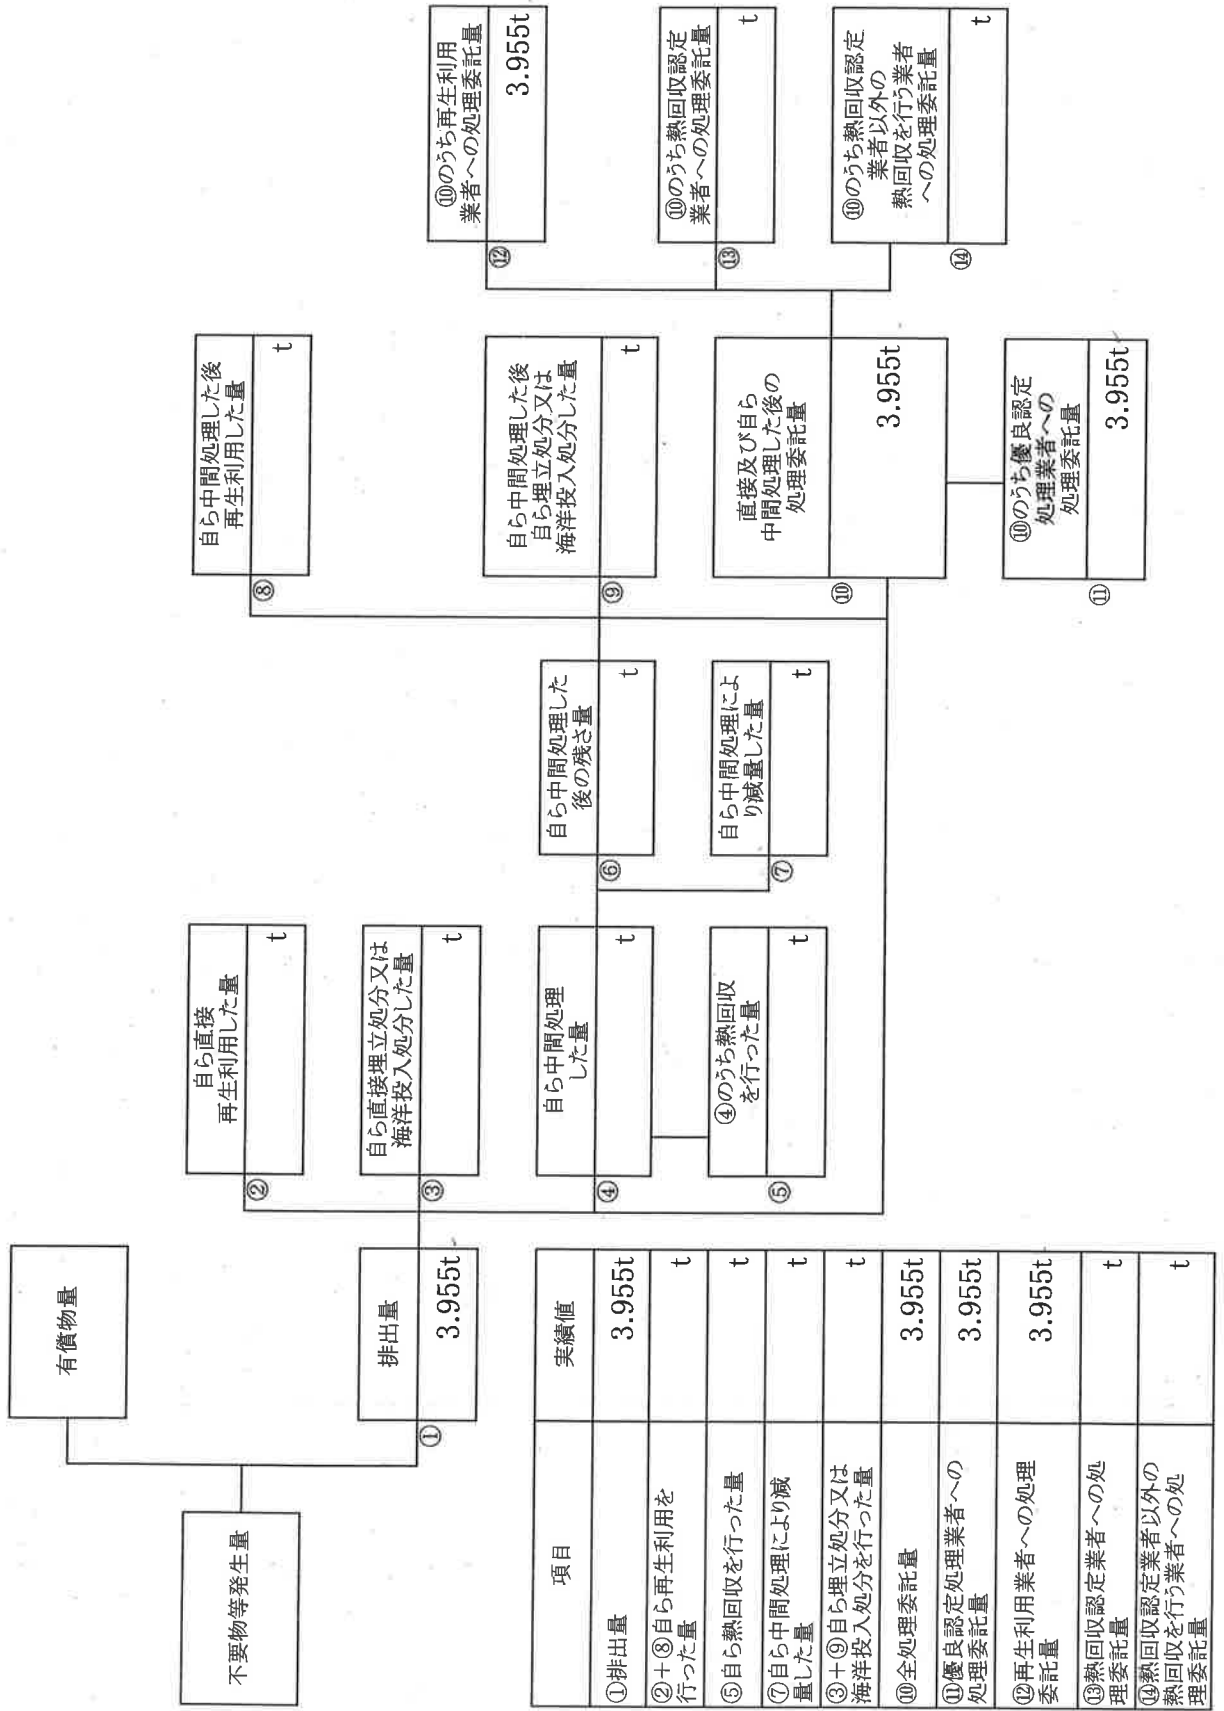 不要物等発生量
有償物量
排出量
3.955t
①
自ら直接
再生利用した量
t
②
自ら直接埋立処分又は
海洋投入処分した量
t
③
自ら中間処理
した量
t
④
④のうち熱回収
を行った量
t
⑤
自ら中間処理した
後の残さ量
t
⑥
自ら中間処理によ
り減量した量
t
⑦
自ら中間処理した後
再生利用した量
t
⑧
自ら中間処理した後
自ら埋立処分又は
海洋投入処分した量
t
⑨
直接及び自ら
中間処理した後の
処理委託量
3.955t
⑩
⑩のうち優良認定
処理業者への
処理委託量
3.955t
⑪
⑩のうち再生利用
業者への処理委託量
3.955t
⑫
⑩のうち熱回収認定
業者への処理委託量
t
⑬
⑩のうち熱回収認定
業者以外の
熱回収を行う業者
への処理委託量
t
⑭
項目 実績値
①排出量 3.955t
②+⑧自ら再生利用を
行った量
t
⑤自ら熱回収を行った量 t
⑦自ら中間処理により減
量した量
t
③+⑨自ら埋立処分又は
海洋投入処分を行った量
t
⑩全処理委託量 3.955t
⑪優良認定処理業者への
処理委託量
3.955t
⑫再生利用業者への処理
委託量
3.955t
⑬熱回収認定業者への処
理委託量
t
⑭熱回収認定業者以外の
熱回収を行う業者への処
理委託量
t